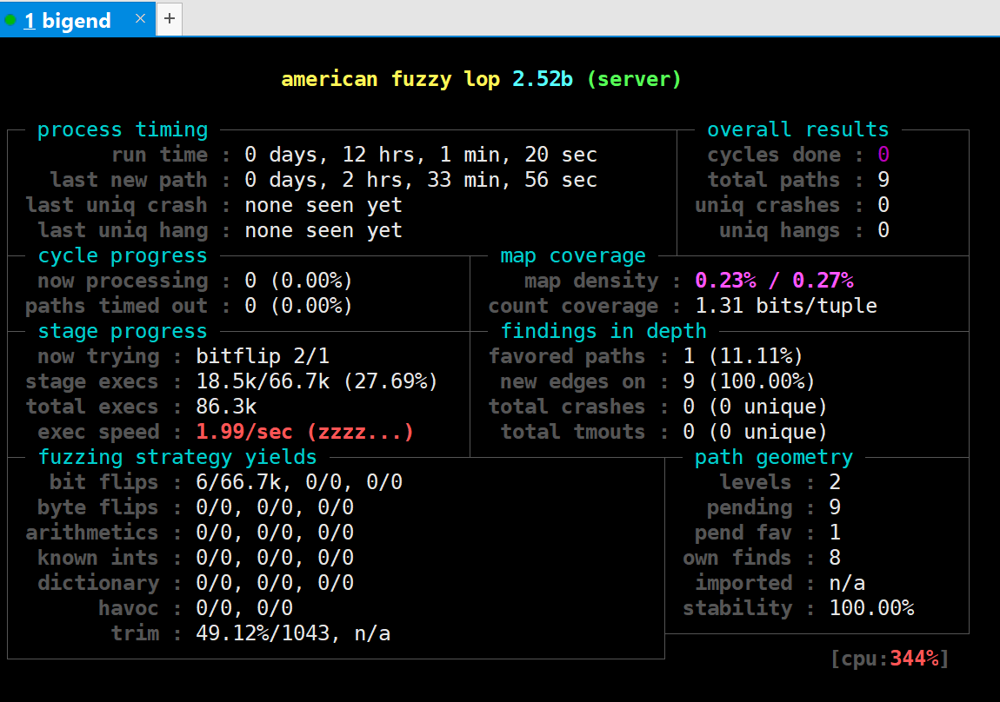 1 bigend × +
american fuzzy lop 2.52b (server)
process timing overall results
run time : 0 days, 12 hrs, 1 min, 20 sec cycles done : 0
last new path : 0 days, 2 hrs, 33 min, 56 sec total paths : 9
last uniq crash : none seen yet uniq crashes : 0
last uniq hang : none seen yet uniq hangs : 0
cycle progress map coverage
now processing : 0 (0.00%) map density : 0.23% / 0.27%
paths timed out : 0 (0.00%) count coverage : 1.31 bits/tuple
stage progress findings in depth
now trying : bitflip 2/1 favored paths : 1 (11.11%)
stage execs : 18.5k/66.7k (27.69%) new edges on : 9 (100.00%)
total execs : 86.3k total crashes : 0 (0 unique)
exec speed : 1.99/sec (zzzz...) total tmouts : 0 (0 unique)
fuzzing strategy yields path geometry
bit flips : 6/66.7k, 0/0, 0/0 levels : 2
byte flips : 0/0, 0/0, 0/0 pending : 9
arithmetics : 0/0, 0/0, 0/0 pend fav : 1
known ints : 0/0, 0/0, 0/0 own finds : 8
dictionary : 0/0, 0/0, 0/0 imported : n/a
havoc : 0/0, 0/0 stability : 100.00%
trim : 49.12%/1043, n/a
[cpu:344%]